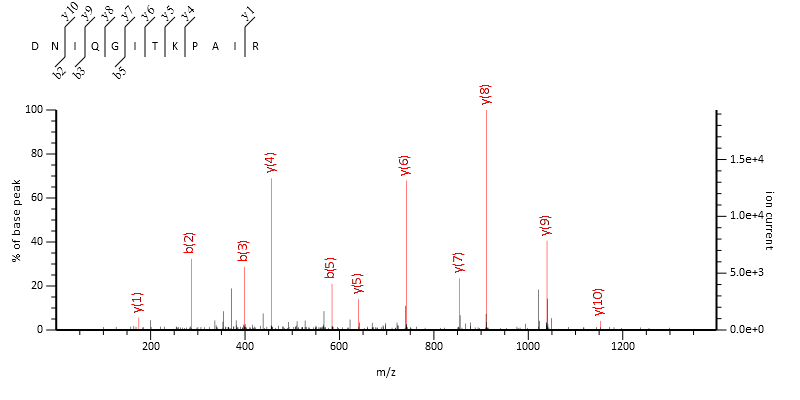 y10 y9 y8 y7 y6 y5 y4 y1
D N I Q G I T K P A I R
b2 b3 b5
y(8)
100
y(4)
y(6)
80
1.5e+4
60
y(9)
1.0e+4
b(2)
b(3)
40
y(7)
b(5)
5.0e+3
20
y(5)
y(1)
y(10)
0
0.0e+0
200 400 600 800 1000 1200
m/z
% of base peak
ion current